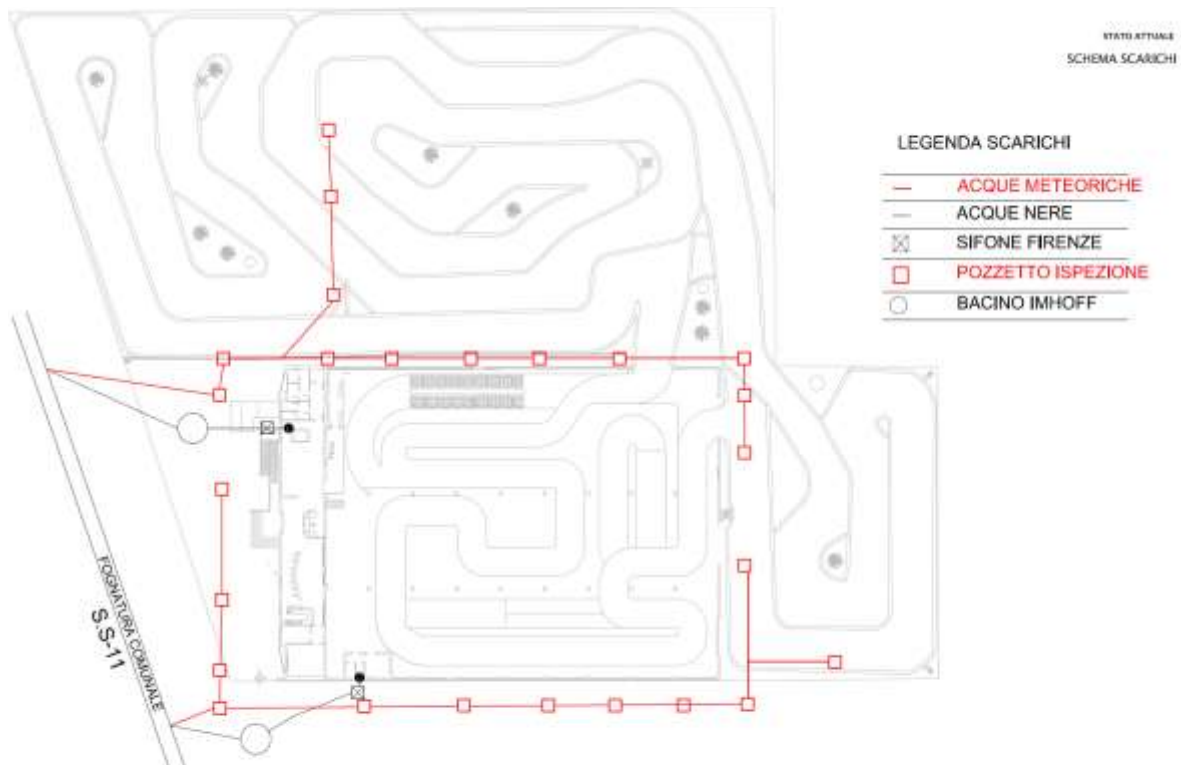 STATO ATTUALE
SCHEMA SCARICHI
LEGENDA SCARICHI
ACQUE METEORICHE
ACQUE NERE
SIFONE FIRENZE
POZZETTO ISPEZIONE
BACINO IMHOFF
FOGNATURA COMUNALE
S.S-11